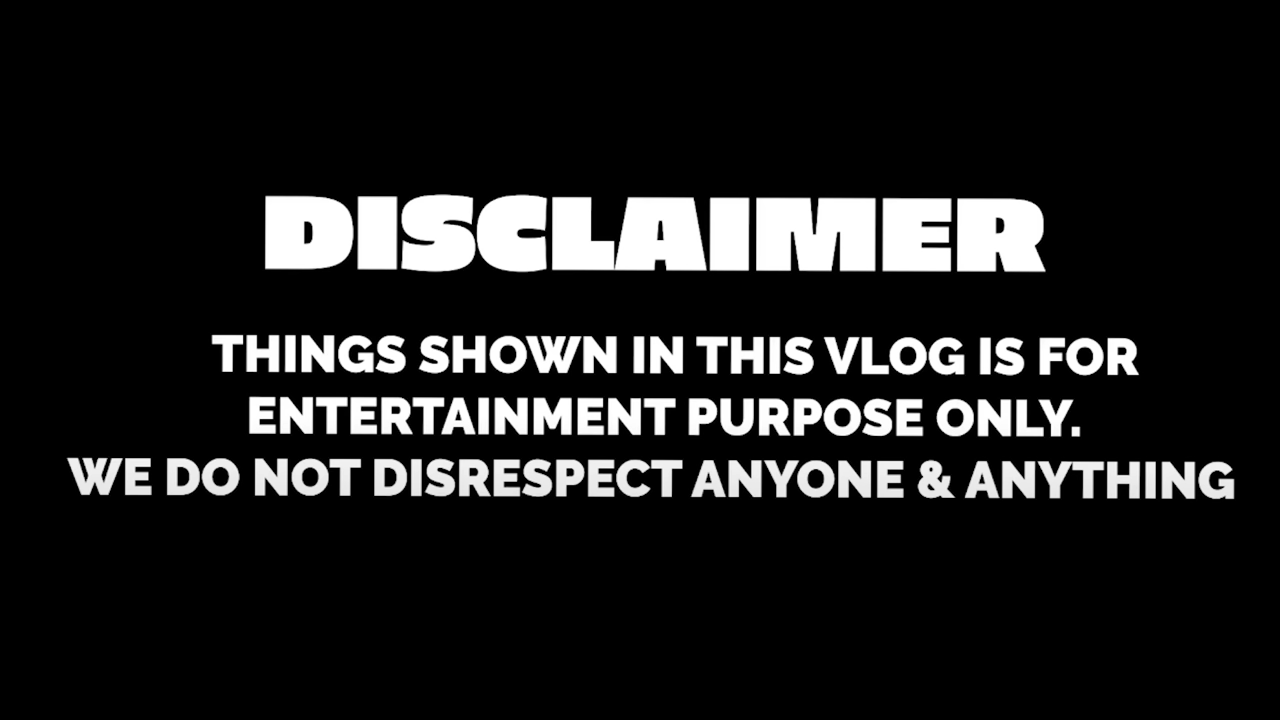 DISCLAIMER
THINGS SHOWN IN THIS VLOG IS FOR
ENTERTAINMENT PURPOSE ONLY.
WE DO NOT DISRESPECT ANYONE & ANYTHING